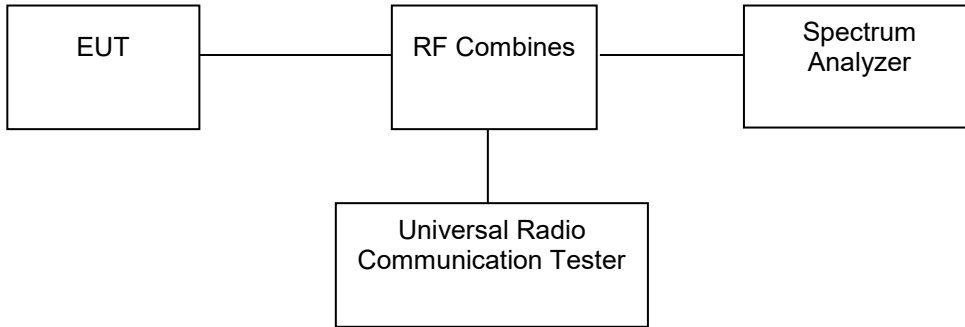 EUT
RF Combines
Spectrum
Analyzer
Universal Radio
Communication Tester